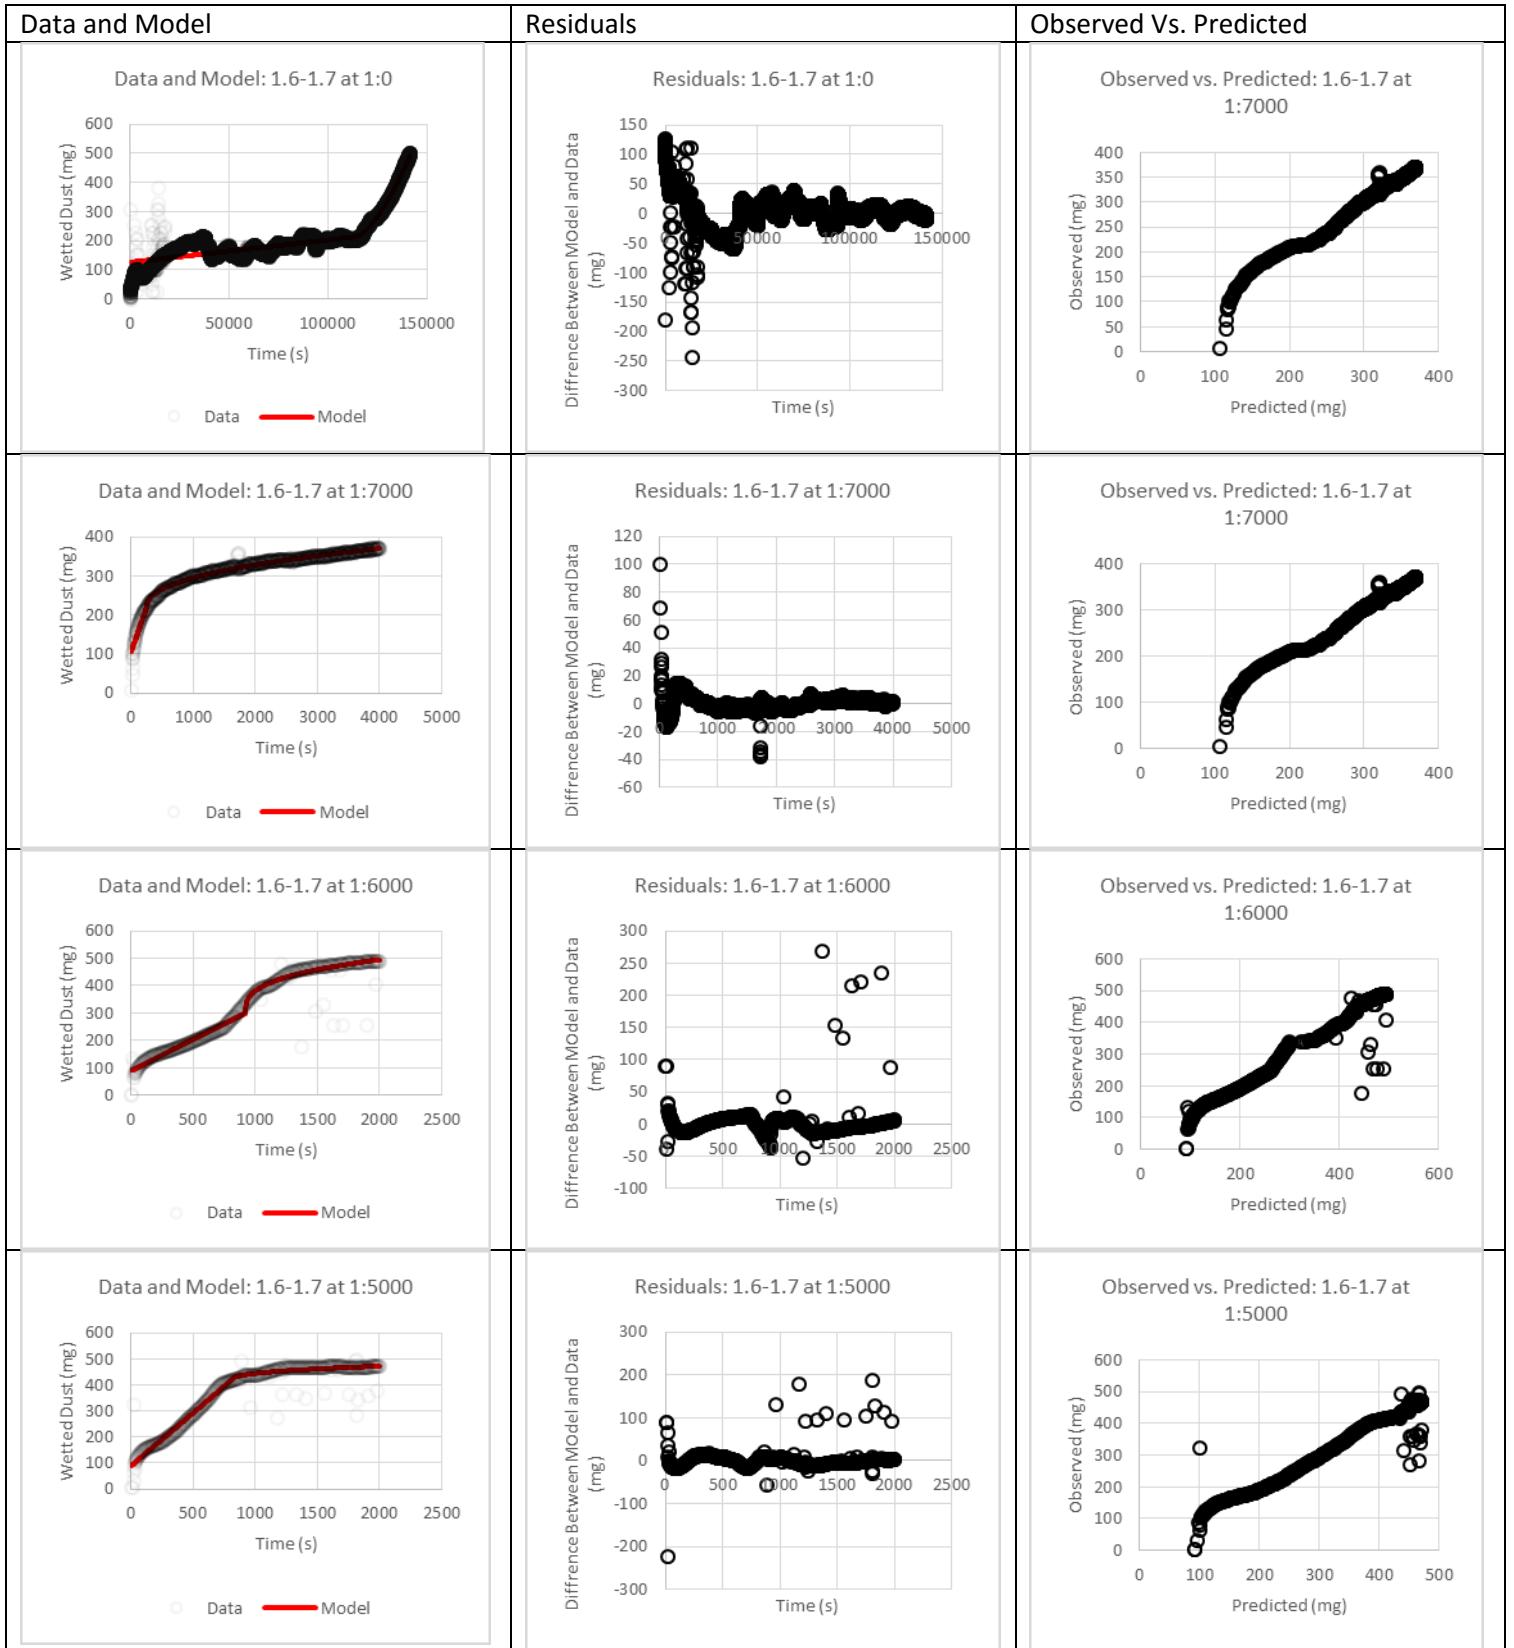 Data and Model
Residuals
Observed Vs. Predicted
Data and Model: 1.6-1.7 at 1:0
600
500
400
300
200
100
0
Wetted Dust (mg)
0 50000 100000 150000
Time (s)
Data Model
Residuals: 1.6-1.7 at 1:0
150
100
50
0
-50
-100
-150
-200
-250
-300
Diffrence Between MOdel and Data
(mg)
0 50000 100000 150000
Time (s)
Observed vs. Predicted: 1.6-1.7 at
1:7000
400
350
300
250
200
150
100
50
0
Observed (mg)
0 100 200 300 400
Predicted (mg)
Data and Model: 1.6-1.7 at 1:7000
400
300
200
100
0
Wetted Dust (mg)
0 1000 2000 3000 4000 5000
Time (s)
Data Model
Residuals: 1.6-1.7 at 1:7000
120
100
80
60
40
20
0
-20
-40
-60
Diffrence Between Model and Data
(mg)
0 1000 2000 3000 4000 5000
Time (s)
Observed vs. Predicted: 1.6-1.7 at
1:7000
400
300
200
100
0
Observed (mg)
0 100 200 300 400
Predicted (mg)
Data and Model: 1.6-1.7 at 1:6000
600
500
400
300
200
100
0
Wetted Dust (mg)
0 500 1000 1500 2000 2500
Time (s)
Data Model
Residuals: 1.6-1.7 at 1:6000
300
250
200
150
100
50
0
-50
-100
Diffrence Between Model and Data
(mg)
500 1000 1500 2000 2500
Time (s)
Observed vs. Predicted: 1.6-1.7 at
1:6000
600
500
400
300
200
100
0
Observed (mg)
0 200 400 600
Predicted (mg)
Data and Model: 1.6-1.7 at 1:5000
600
500
400
300
200
100
0
Wetted Dust (mg)
0 500 1000 1500 2000 2500
Time (s)
Data Model
Residuals: 1.6-1.7 at 1:5000
300
200
100
0
-100
-200
-300
Diffrence Between MOdel and Data
(mg)
0 500 1000 1500 2000 2500
Time (s)
Observed vs. Predicted: 1.6-1.7 at
1:5000
600
500
400
300
200
100
0
Observed (mg)
0 100 200 300 400 500
Predicted (mg)